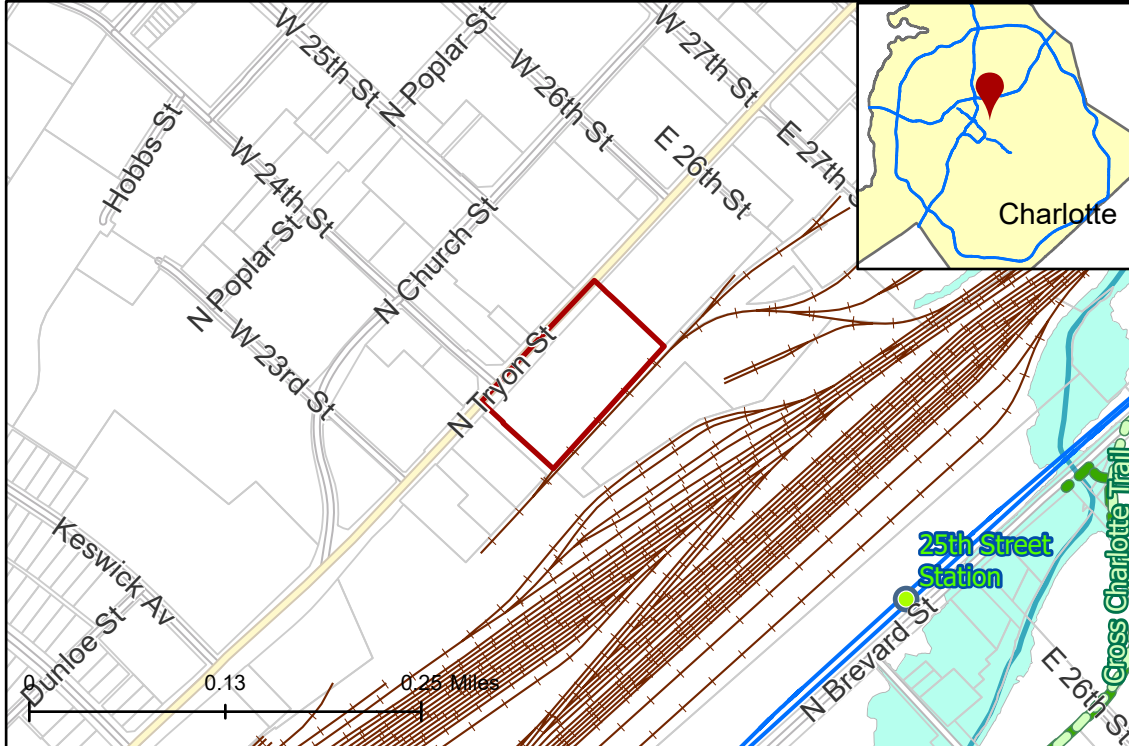 W 25th St
N Poplar St
W 26th St
W 27th St
E 26th St
E 27th S
Charlotte
Hobbs St
W 24th St
N Poplar St
N Church St
W 23rd St
N Tryon St
Keswick Av
Dunloe St
0
0.13
0.25 Miles
25th Street
Station
N Brevard St
Cross Charlotte Trail
E 26th St